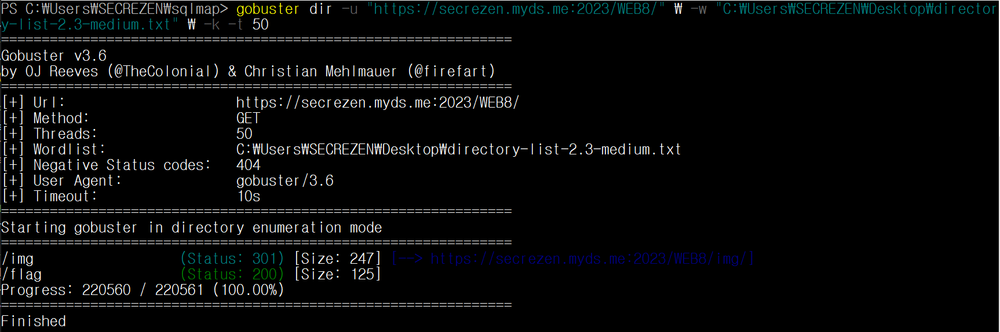 PS C:₩Users₩SECREZEN₩sqlmap> gobuster dir -u "https://secrezen.myds.me:2023/WEB8/" ₩ -w "C:₩Users₩SECREZEN₩Desktop₩director
y-list-2.3-medium.txt" ₩ -k -t 50
===============================================================
Gobuster v3.6
by OJ Reeves (@TheColonial) & Christian Mehlmauer (@firefart)
===============================================================
[+] Url:                     https://secrezen.myds.me:2023/WEB8/
[+] Method:                  GET
[+] Threads:                 50
[+] Wordlist:                C:₩Users₩SECREZEN₩Desktop₩directory-list-2.3-medium.txt
[+] Negative Status codes:   404
[+] User Agent:              gobuster/3.6
[+] Timeout:                 10s
===============================================================
Starting gobuster in directory enumeration mode
===============================================================
/img                  (Status: 301) [Size: 247] [--> https://secrezen.myds.me:2023/WEB8/img/]
/flag                 (Status: 200) [Size: 125]
Progress: 220560 / 220561 (100.00%)
===============================================================
Finished